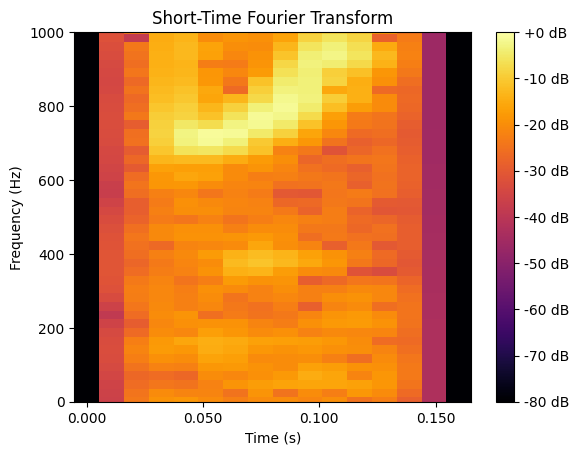 Short-Time Fourier Transform
1000
800
600
400
200
0
Frequency (Hz)
0.000
0.050
0.100
0.150
Time (s)
+0 dB
-10 dB
-20 dB
-30 dB
-40 dB
-50 dB
-60 dB
-70 dB
-80 dB